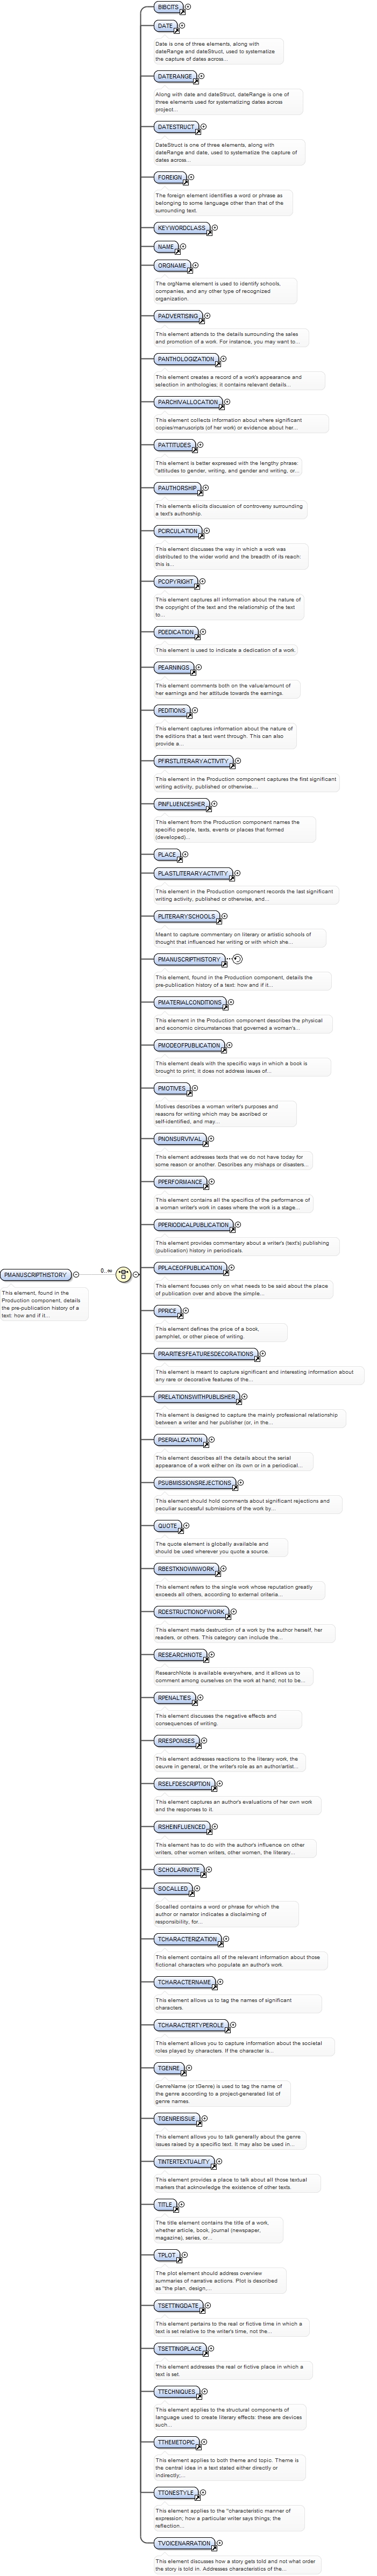 BIBCITS
DATE
Date is one of three elements, along with
dateRange and dateStruct, used to systematize
the capture of dates across...
DATERANGE
Along with date and dateStruct, dateRange is one of
three elements used for systematizing dates across
project...
DATESTRUCT
DateStruct is one of three elements, along with
dateRange and date, used to systematize the capture of
dates across...
FOREIGN
The foreign element identifies a word or phrase as
belonging to some language other than that of the
surrounding text.
KEYWORDCLASS
NAME
ORGNAME
The orgName element is used to identify schools,
companies, and any other type of recognized
organization.
PADVERTISING
This element attends to the details surrounding the sales
and promotion of a work. For instance, you may want to...
PANTHOLOGIZATION
This element creates a record of a work's appearance and
selection in anthologies; it contains relevant details...
PARCHIVALLOCATION
This element collects information about where significant
copies/manuscripts (of her work) or evidence about her...
PATTITUDES
This element is better expressed with the lengthy phrase:
"attitudes to gender, writing, and gender and writing, or...
PAUTHORSHIP
This elements elicits discussion of controversy surrounding
a text's authorship.
PCIRCULATION
This element discusses the way in which a work was
distributed to the wider world and the breadth of its reach:
this is...
PCOPYRIGHT
This element captures all information about the nature of
the copyright of the text and the relationship of the text
to...
PDEDICATION
This element is used to indicate a dedication of a work.
PEARNINGS
This element comments both on the value/amount of
her earnings and her attitude towards the earnings.
PEDITIONS
This element captures information about the nature of
the editions that a text went through. This can also
provide a...
PFIRSTLITERARYACTIVITY
This element in the Production component captures the first significant
writing activity, published or otherwise,...
PINFLUENCESHER
This element from the Production component names the
specific people, texts, events or places that formed
(developed)...
PLACE
PLASTLITERARYACTIVITY
This element in the Production component records the last significant
writing activity, published or otherwise, and...
PLITERARYSCHOOLS
Meant to capture commentary on literary or artistic schools of
thought that influenced her writing or with which she...
PMANUSCRIPTHISTORY
This element, found in the Production component, details the
pre-publication history of a text: how and if it...
PMATERIALCONDITIONS
This element in the Production component describes the physical
and economic circumstances that governed a woman's...
PMODEOFPUBLICATION
This element deals with the specific ways in which a book is
brought to print; it does not address issues of...
PMOTIVES
Motives describes a woman writer's purposes and
reasons for writing which may be ascribed or
self-identified, and may...
PNONSURVIVAL
This element addresses texts that we do not have today for
some reason or another. Describes any mishaps or disasters...
PPERFORMANCE
This element contains all the specifics of the performance of
a woman writer's work in cases where the work is a stage...
PPERIODICALPUBLICATION
This element provides commentary about a writer's (text's) publishing
(publication) history in periodicals.
PMANUSCRIPTHISTORY
0..∞
This element, found in the
Production component, details
the pre-publication history of a
text: how and if it...
PPLACEOFPUBLICATION
This element focuses only on what needs to be said about the place
of publication over and above the simple...
PPRICE
This element defines the price of a book,
pamphlet, or other piece of writing.
PRARITIESFEATURESDECORATIONS
This element is meant to capture significant and interesting information about
any rare or decorative features of the...
PRELATIONSWITHPUBLISHER
This element is designed to capture the mainly professional relationship
between a writer and her publisher (or, in the...
PSERIALIZATION
This element describes all the details about the serial
appearance of a work either on its own or in a periodical...
PSUBMISSIONSREJECTIONS
This element should hold comments about significant rejections and
peculiar successful submissions of the work by...
QUOTE
The quote element is globally available and
should be used wherever you quote a source.
RBESTKNOWNWORK
This element refers to the single work whose reputation greatly
exceeds all others, according to external criteria...
RDESTRUCTIONOFWORK
This element marks destruction of a work by the author herself, her
readers, or others. This category can include the...
RESEARCHNOTE
ResearchNote is available everywhere, and it allows us to
comment among ourselves on the work at hand; not to be...
RPENALTIES
This element discusses the negative effects and
consequences of writing.
RRESPONSES
This element addresses reactions to the literary work, the
oeuvre in general, or the writer's role as an author/artist...
RSELFDESCRIPTION
This element captures an author's evaluations of her own work
and the responses to it.
RSHEINFLUENCED
This element has to do with the author's influence on other
writers, other women writers, other women, the literary...
SCHOLARNOTE
SOCALLED
Socalled contains a word or phrase for which the
author or narrator indicates a disclaiming of
responsibility, for...
TCHARACTERIZATION
This element contains all of the relevant information about those
fictional characters who populate an author's work
TCHARACTERNAME
This element allows us to tag the names of significant
characters.
TCHARACTERTYPEROLE
This element allows you to capture information about the societal
roles played by characters. If the character is...
TGENRE
GenreName (or tGenre) is used to tag the name of
the genre according to a project-generated list of
genre names.
TGENREISSUE
This element allows you to talk generally about the genre
issues raised by a specific text. It may also be used in...
TINTERTEXTUALITY
This element provides a place to talk about all those textual
markers that acknowledge the existence of other texts.
TITLE
The title element contains the title of a work,
whether article, book, journal (newspaper,
magazine), series, or...
TPLOT
The plot element should address overview
summaries of narrative actions. Plot is described
as "the plan, design,...
TSETTINGDATE
This element pertains to the real or fictive time in which a
text is set relative to the writer's time, not the...
TSETTINGPLACE
This element addresses the real or fictive place in which a
text is set.
TTECHNIQUES
This element applies to the structural components of
language used to create literary effects: these are devices
such...
TTHEMETOPIC
This element applies to both theme and topic. Theme is
the central idea in a text stated either directly or
indirectly;...
TTONESTYLE
This element applies to the "characteristic manner of
expression; how a particular writer says things; the
reflection...
TVOICENARRATION
This element discusses how a story gets told and not what order
the story is told in. Addresses characteristics of the...